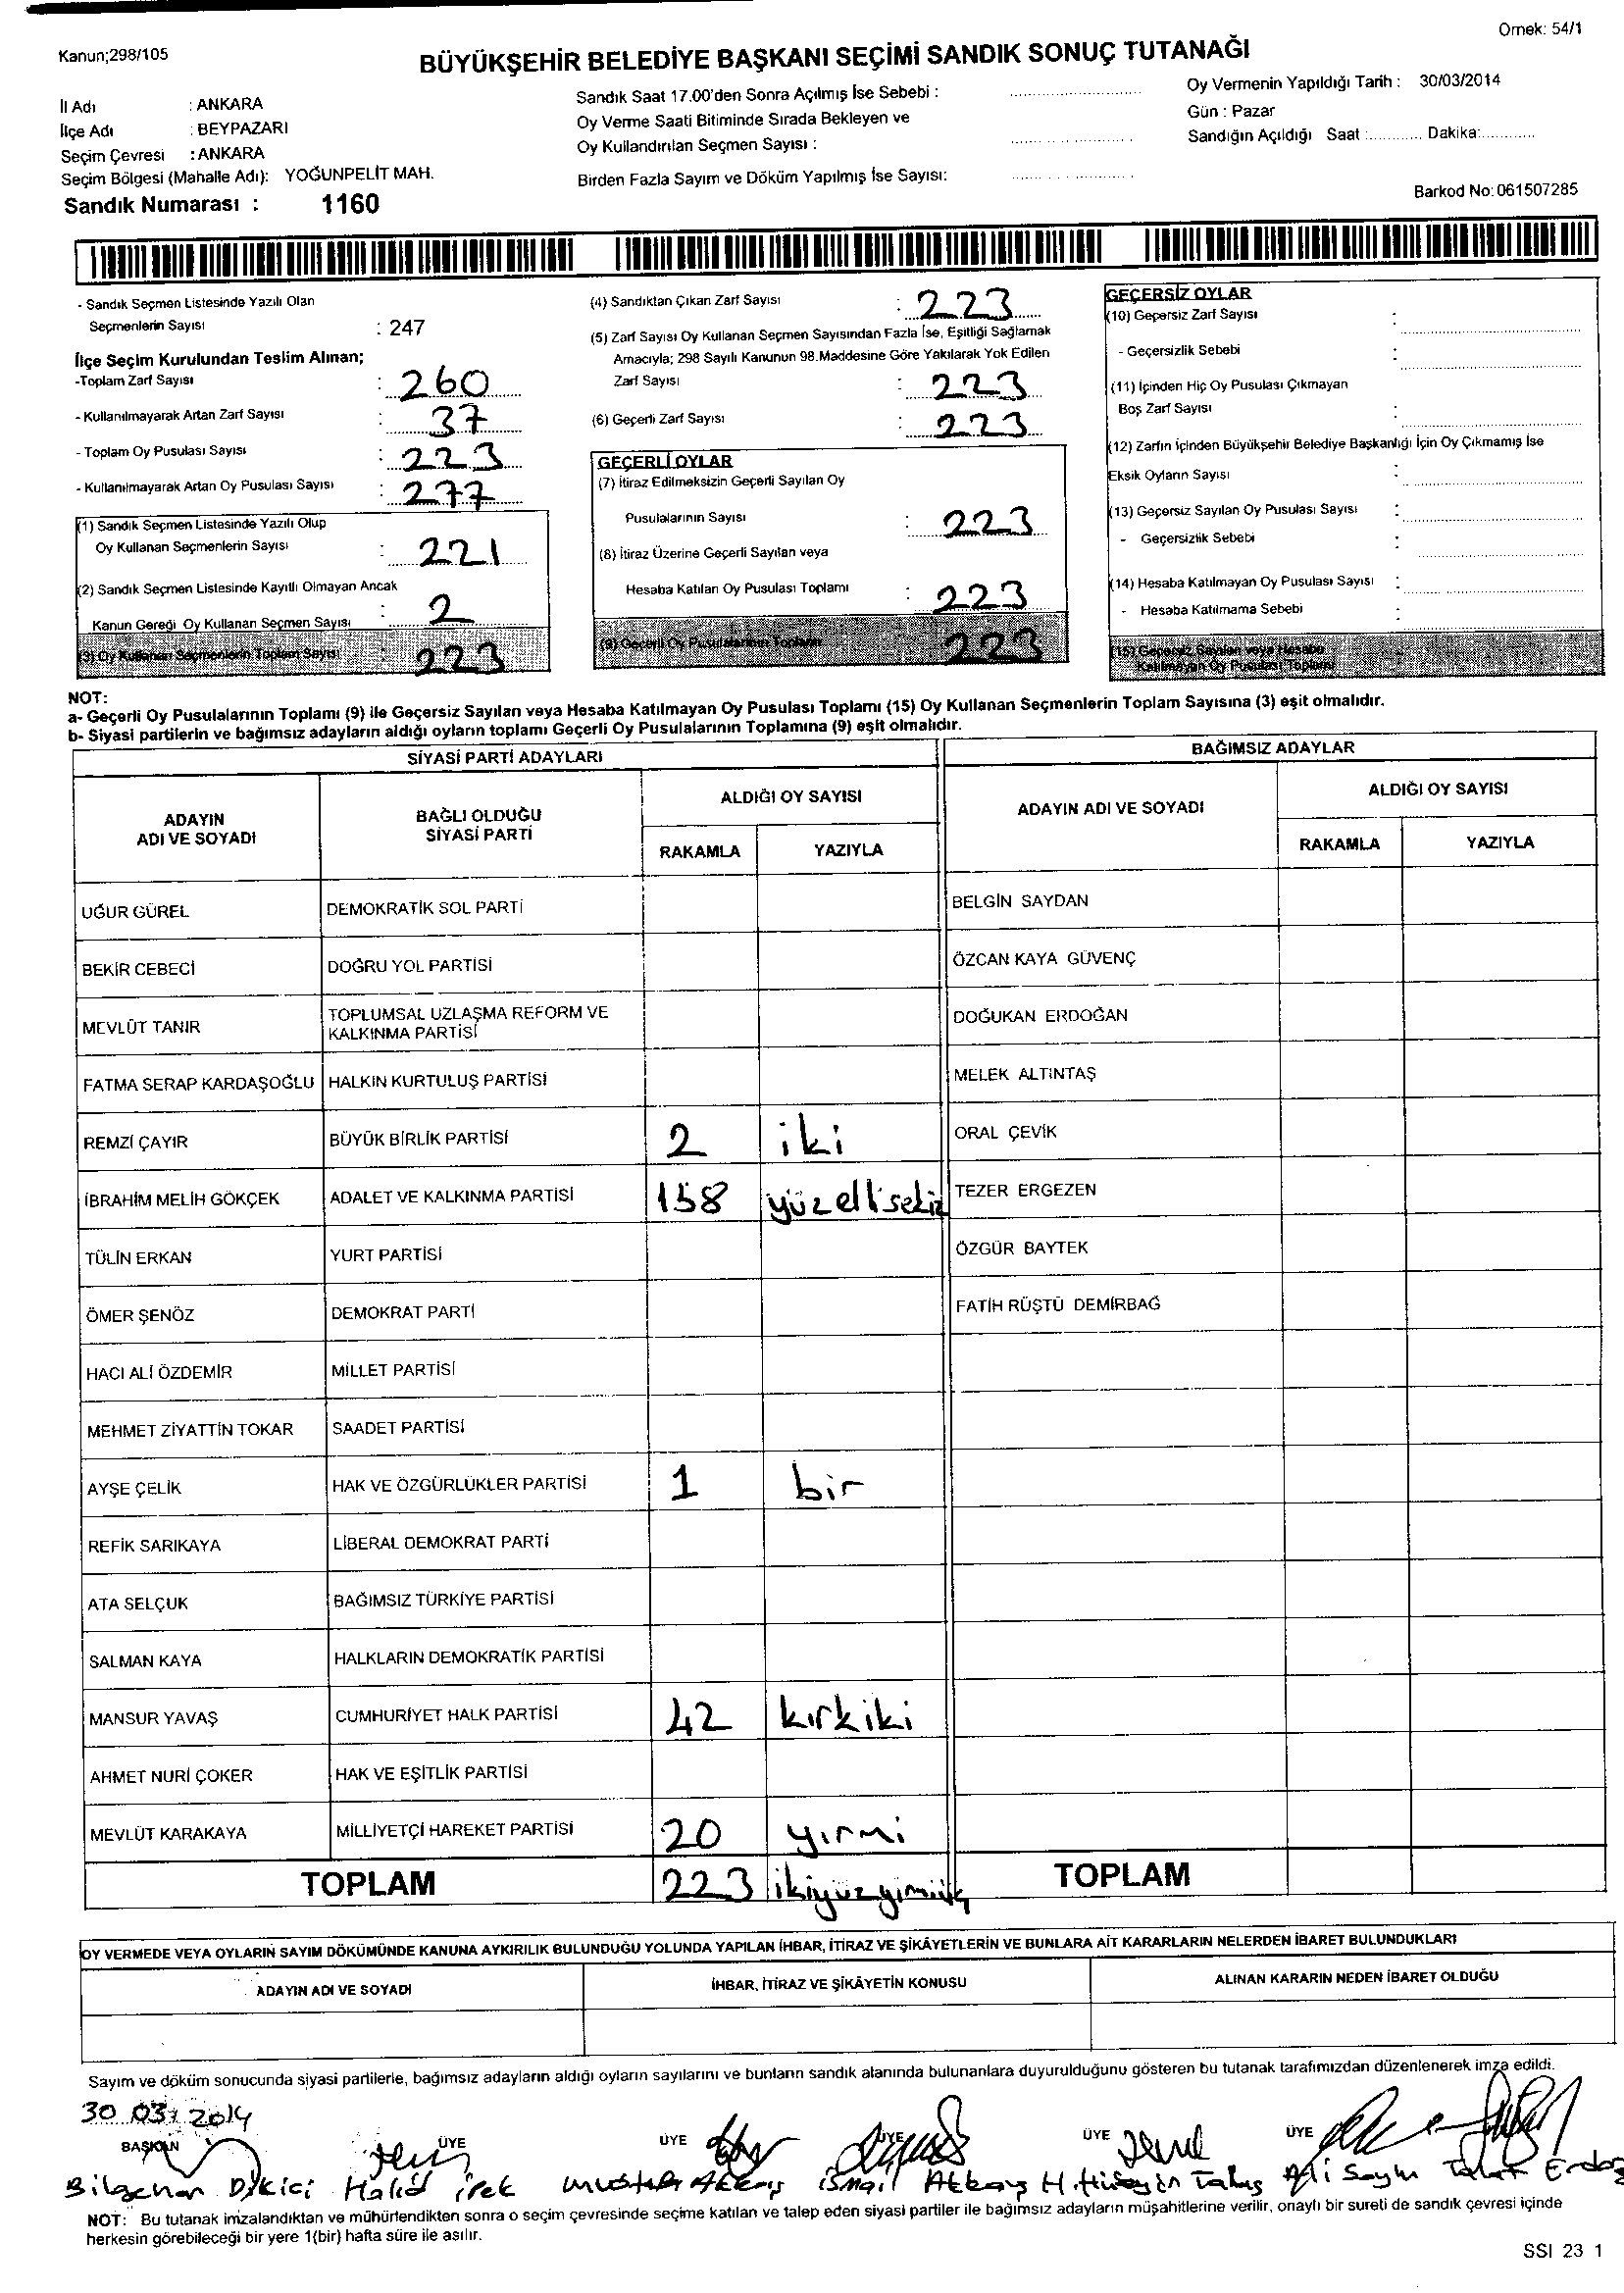 Kanun;298/105
Örnek: 54/1
BÜYÜKŞEHİR BELEDİYE BAŞKANI SEÇİMİ SANDIK SONUÇ TUTANAĞI
İl Adı : ANKARA
İlçe Adı : BEYPAZARI
Seçim Çevresi : ANKARA
Seçim Bölgesi (Mahalle Adı): YOĞUNPELİT MAH.
Sandık Numarası : 1160
Sandık Saat 17.00'den Sonra Açılmış İse Sebebi :
Oy Verme Saati Bitiminde Sırada Bekleyen ve
Oy Kullandırılan Seçmen Sayısı :
Birden Fazla Sayım ve Döküm Yapılmış İse Sayısı:
Oy Vermenin Yapıldığı Tarih : 30/03/2014
Gün : Pazar
Sandığın Açıldığı Saat :........... Dakika:...........
Barkod No: 061507285
- Sandık Seçmen Listesinde Yazılı Olan
Seçmenlerin Sayısı : 247
İlçe Seçim Kurulundan Teslim Alınan;
-Toplam Zarf Sayısı : 260
- Kullanılmayarak Artan Zarf Sayısı : 37
- Toplam Oy Pusulası Sayısı : 223
- Kullanılmayarak Artan Oy Pusulası Sayısı : 277
(1) Sandık Seçmen Listesinde Yazılı Olup
Oy Kullanan Seçmenlerin Sayısı : 221
(2) Sandık Seçmen Listesinde Kayıtlı Olmayan Ancak
Kanun Gereği Oy Kullanan Seçmen Sayısı : 2
(3) Oy Kullanan Seçmenlerin Toplam Sayısı : 223
(4) Sandıktan Çıkan Zarf Sayısı : 223
(5) Zarf Sayısı Oy Kullanan Seçmen Sayısından Fazla İse, Eşitliği Sağlamak
Amacıyla; 298 Sayılı Kanunun 98.Maddesine Göre Yakılarak Yok Edilen
Zarf Sayısı : 223
(6) Geçerli Zarf Sayısı : 223
GEÇERLİ OYLAR
(7) İtiraz Edilmeksizin Geçerli Sayılan Oy
Pusulalarının Sayısı : 223
(8) İtiraz Üzerine Geçerli Sayılan veya
Hesaba Katılan Oy Pusulası Toplamı : 223
(9) Geçerli Oy Pusulalarının Toplamı 223
GEÇERSİZ OYLAR
(10) Geçersiz Zarf Sayısı :
- Geçersizlik Sebebi :
(11) İçinden Hiç Oy Pusulası Çıkmayan
Boş Zarf Sayısı :
(12) Zarfın İçinden Büyükşehir Belediye Başkanlığı İçin Oy Çıkmamış İse
Eksik Oyların Sayısı :
(13) Geçersiz Sayılan Oy Pusulası Sayısı :
- Geçersizlik Sebebi :
(14) Hesaba Katılmayan Oy Pusulası Sayısı :
- Hesaba Katılmama Sebebi :
(15) Geçersiz Sayılan veya Hesaba
Katılmayan Oy Pusulası Toplamı
NOT:
a- Geçerli Oy Pusulalarının Toplamı (9) ile Geçersiz Sayılan veya Hesaba Katılmayan Oy Pusulası Toplamı (15) Oy Kullanan Seçmenlerin Toplam Sayısına (3) eşit olmalıdır.
b- Siyasi partilerin ve bağımsız adayların aldığı oyların toplamı Geçerli Oy Pusulalarının Toplamına (9) eşit olmalıdır.
SİYASİ PARTİ ADAYLARI
BAĞIMSIZ ADAYLAR
ADAYIN
ADI VE SOYADI
BAĞLI OLDUĞU
SİYASİ PARTİ
ALDIĞI OY SAYISI
RAKAMLA YAZIYLA
ADAYIN ADI VE SOYADI
ALDIĞI OY SAYISI
RAKAMLA YAZIYLA
UĞUR GÜREL DEMOKRATİK SOL PARTİ BELGİN SAYDAN
BEKİR CEBECİ DOĞRU YOL PARTİSİ ÖZCAN KAYA GÜVENÇ
MEVLÜT TANIR TOPLUMSAL UZLAŞMA REFORM VE
KALKINMA PARTİSİ DOĞUKAN ERDOĞAN
FATMA SERAP KARDAŞOĞLU HALKIN KURTULUŞ PARTİSİ MELEK ALTINTAŞ
REMZİ ÇAYIR BÜYÜK BİRLİK PARTİSİ 2 iki ORAL ÇEVİK
İBRAHİM MELİH GÖKÇEK ADALET VE KALKINMA PARTİSİ 158 yüzellisekiz TEZER ERGEZEN
TÜLİN ERKAN YURT PARTİSİ ÖZGÜR BAYTEK
ÖMER ŞENÖZ DEMOKRAT PARTİ FATİH RÜŞTÜ DEMİRBAĞ
HACI ALİ ÖZDEMİR MİLLET PARTİSİ
MEHMET ZİYATTİN TOKAR SAADET PARTİSİ
AYŞE ÇELİK HAK VE ÖZGÜRLÜKLER PARTİSİ 1 bir
REFİK SARIKAYA LİBERAL DEMOKRAT PARTİ
ATA SELÇUK BAĞIMSIZ TÜRKİYE PARTİSİ
SALMAN KAYA HALKLARIN DEMOKRATİK PARTİSİ
MANSUR YAVAŞ CUMHURİYET HALK PARTİSİ 42 kırkiki
AHMET NURİ ÇOKER HAK VE EŞİTLİK PARTİSİ
MEVLÜT KARAKAYA MİLLİYETÇİ HAREKET PARTİSİ 20 yırmi
TOPLAM 223 TOPLAM
OY VERMEDE VEYA OYLARIN SAYIM DÖKÜMÜNDE KANUNA AYKIRILIK BULUNDUĞU YOLUNDA YAPILAN İHBAR, İTİRAZ VE ŞİKÂYETLERİN VE BUNLARA AİT KARARLARIN NELERDEN İBARET BULUNDUKLARI
ADAYIN ADI VE SOYADI İHBAR, İTİRAZ VE ŞİKÂYETİN KONUSU ALINAN KARARIN NEDEN İBARET OLDUĞU
Sayım ve döküm sonucunda siyasi partilerle, bağımsız adayların aldığı oyların sayılarını ve bunların sandık alanında bulunanlara duyurulduğunu gösteren bu tutanak tarafımızdan düzenlenerek imza edildi.
30 03 2014
BAŞKAN ÜYE ÜYE ÜYE ÜYE ÜYE
Dikici Halid irek Mustafa Akkaş İsmail Akkaş H.Hüseyin Ali Saygı
NOT: Bu tutanak imzalandıktan ve mühürlendikten sonra o seçim çevresinde seçime katılan ve talep eden siyasi partiler ile bağımsız adayların müşahitlerine verilir, onaylı bir sureti de sandık çevresi içinde
herkesin görebileceği bir yere 1(bir) hafta süre ile asılır.
SSI 23 1